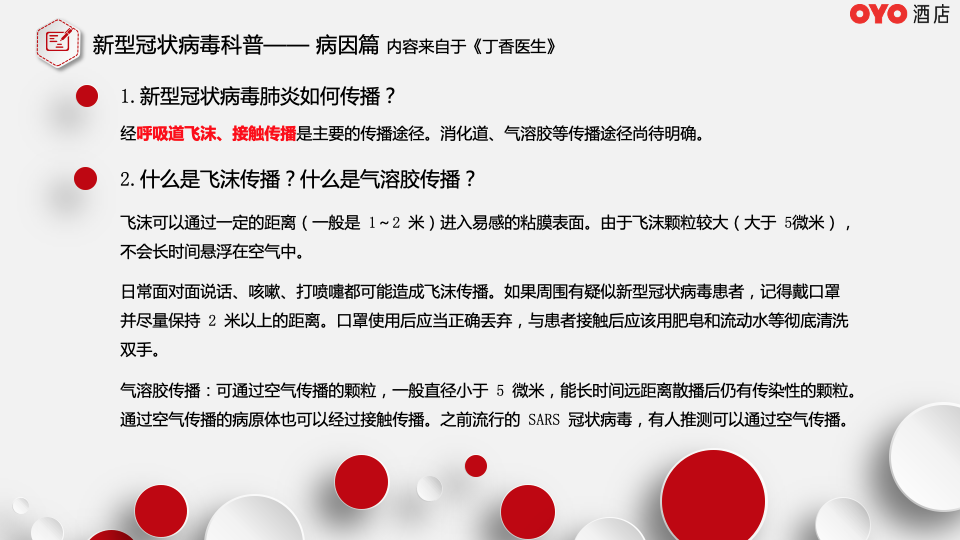 OYO 酒店
新型冠状病毒科普—— 病因篇 内容来自于《丁香医生》
1.新型冠状病毒肺炎如何传播？
经呼吸道飞沫、接触传播是主要的传播途径。消化道、气溶胶等传播途径尚待明确。
2.什么是飞沫传播？什么是气溶胶传播？
飞沫可以通过一定的距离（一般是 1～2 米）进入易感的粘膜表面。由于飞沫颗粒较大（大于 5微米），
不会长时间悬浮在空气中。
日常面对面说话、咳嗽、打喷嚏都可能造成飞沫传播。如果周围有疑似新型冠状病毒患者，记得戴口罩
并尽量保持 2 米以上的距离。口罩使用后应当正确丢弃，与患者接触后应该用肥皂和流动水等彻底清洗
双手。
气溶胶传播：可通过空气传播的颗粒，一般直径小于 5 微米，能长时间远距离散播后仍有传染性的颗粒。
通过空气传播的病原体也可以经过接触传播。之前流行的 SARS 冠状病毒，有人推测可以通过空气传播。